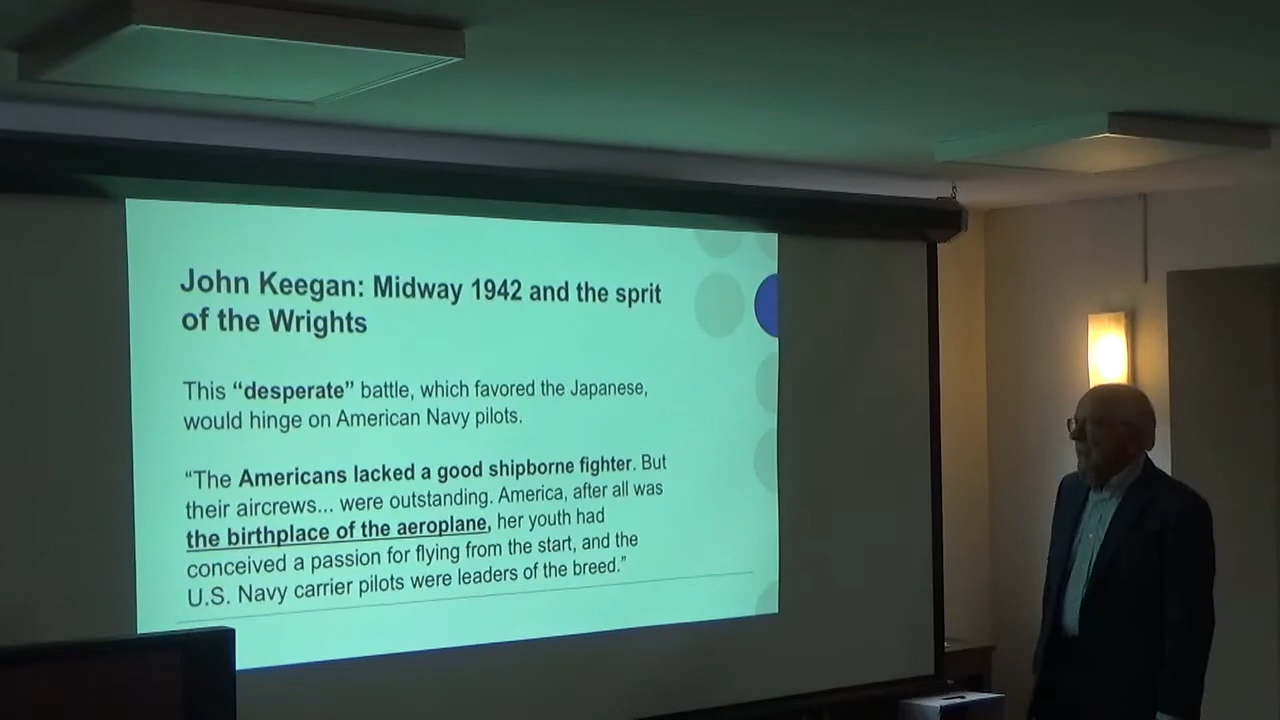 John Keegan: Midway 1942 and the sprit
of the Wrights
This “desperate” battle, which favored the Japanese,
would hinge on American Navy pilots.
“The Americans lacked a good shipborne fighter. But
their aircrews... were outstanding. America, after all was
the birthplace of the aeroplane, her youth had
conceived a passion for flying from the start, and the
U.S. Navy carrier pilots were leaders of the breed.”